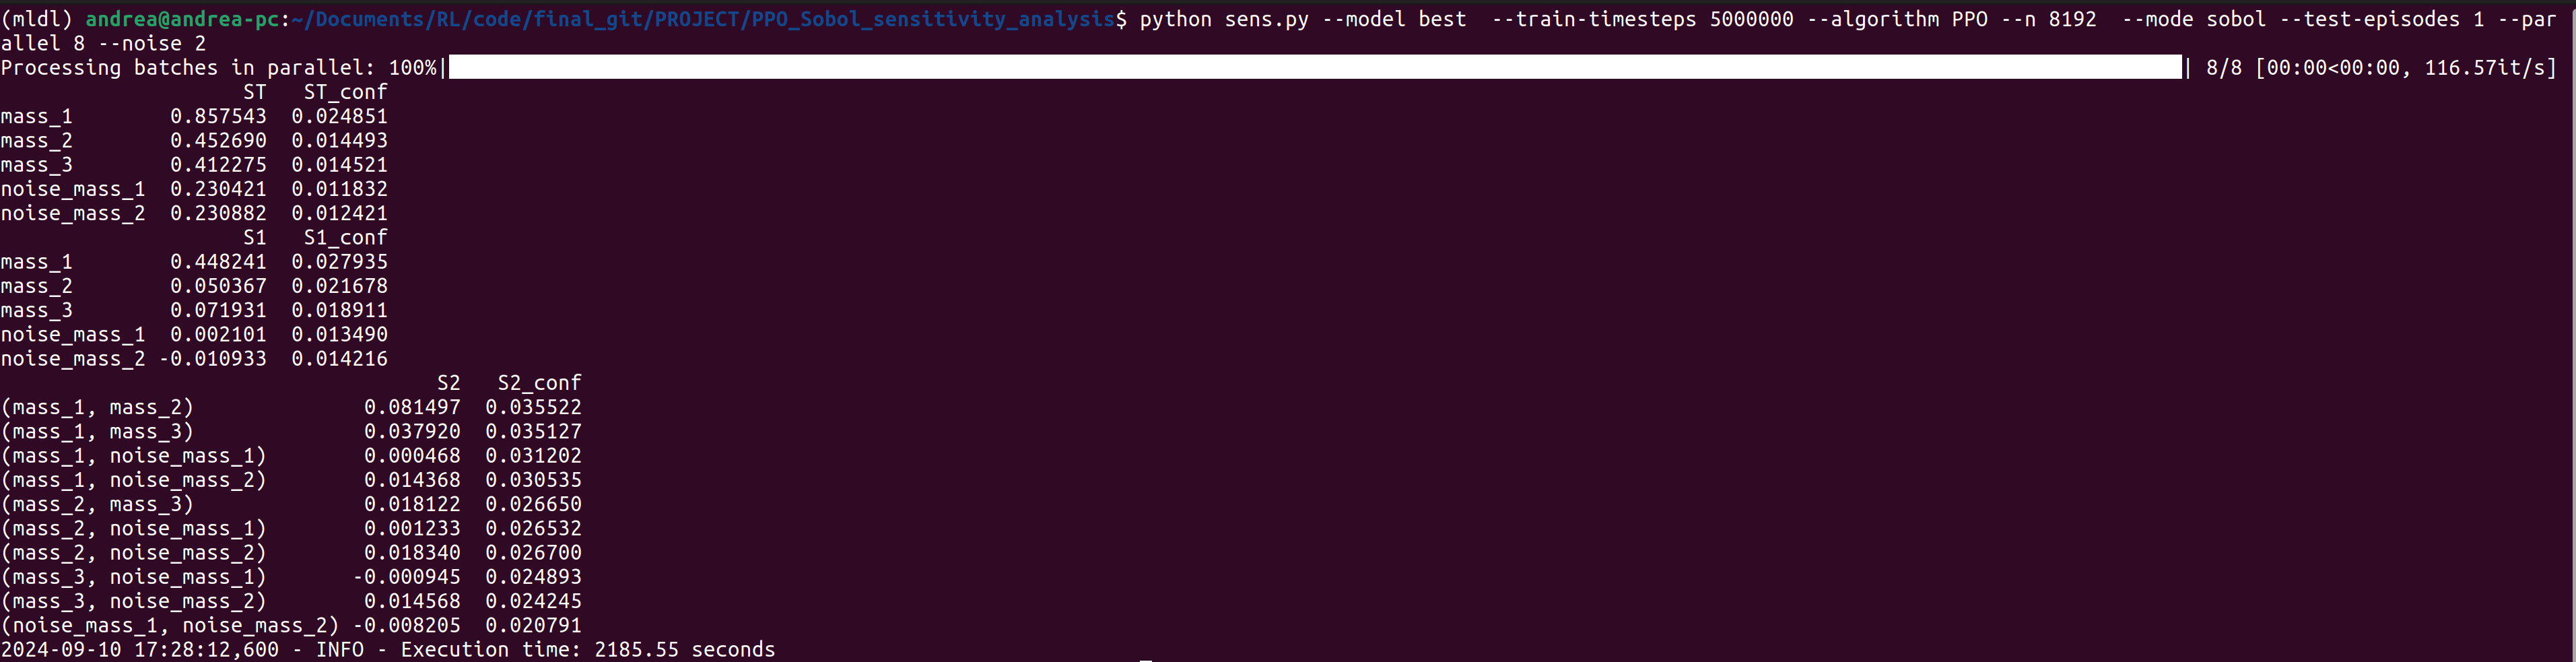 (mldl) andrea@andrea-pc:~/Documents/RL/code/final_git/PROJECT/PPO_Sobol_sensitivity_analysis$ python sens.py --model best  --train-timesteps 5000000 --algorithm PPO --n 8192  --mode sobol --test-episodes 1 --par
allel 8 --noise 2
Processing batches in parallel: 100%|| 8/8 [00:00<00:00, 116.57it/s]
                    ST   ST_conf
mass_1        0.857543  0.024851
mass_2        0.452690  0.014493
mass_3        0.412275  0.014521
noise_mass_1  0.230421  0.011832
noise_mass_2  0.230882  0.012421
                    S1   S1_conf
mass_1        0.448241  0.027935
mass_2        0.050367  0.021678
mass_3        0.071931  0.018911
noise_mass_1  0.002101  0.013490
noise_mass_2 -0.010933  0.014216
                                    S2   S2_conf
(mass_1, mass_2)              0.081497  0.035522
(mass_1, mass_3)              0.037920  0.035127
(mass_1, noise_mass_1)        0.000468  0.031202
(mass_1, noise_mass_2)        0.014368  0.030535
(mass_2, mass_3)              0.018122  0.026650
(mass_2, noise_mass_1)        0.001233  0.026532
(mass_2, noise_mass_2)        0.018340  0.026700
(mass_3, noise_mass_1)       -0.000945  0.024893
(mass_3, noise_mass_2)        0.014568  0.024245
(noise_mass_1, noise_mass_2) -0.008205  0.020791
2024-09-10 17:28:12,600 - INFO - Execution time: 2185.55 seconds